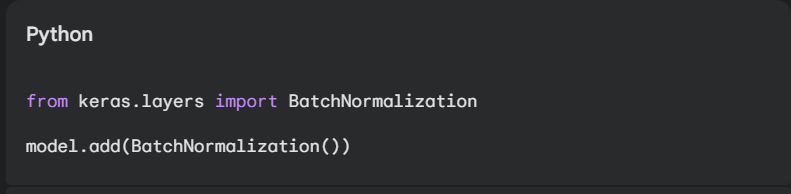 Python
from keras.layers import BatchNormalization
model.add(BatchNormalization())